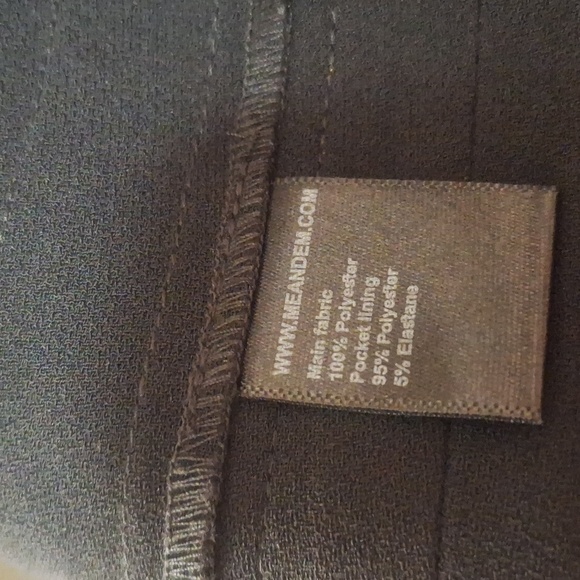 WWW.MEANDEM.COM
Main fabric
100% Polyester
Pocket lining
95% Polyester
5% Elastane